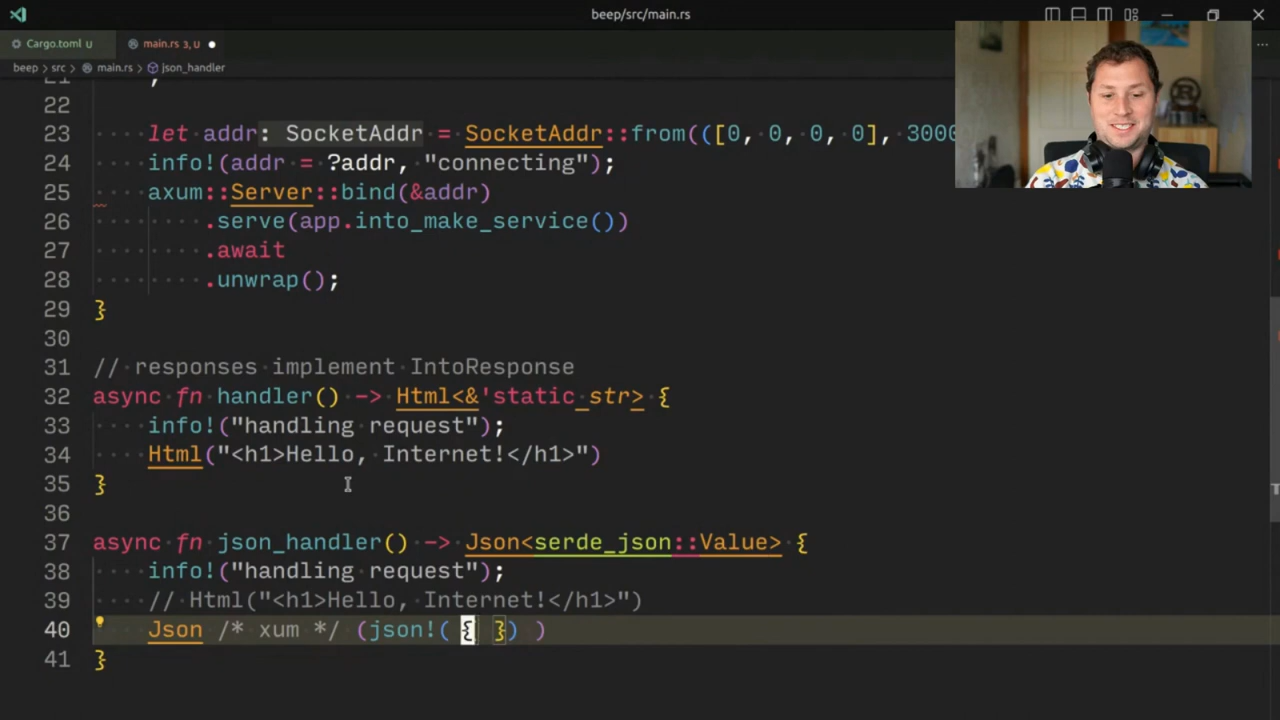 beep/src/main.rs
Cargo.toml U main.rs 3, U
beep > src > main.rs > json_handler
21 ;
22
23 let addr: SocketAddr = SocketAddr::from(([0, 0, 0, 0], 3000
24 info!(addr = ?addr, "connecting");
25 axum::Server::bind(&addr)
26 .serve(app.into_make_service())
27 .await
28 .unwrap();
29 }
30
31 // responses implement IntoResponse
32 async fn handler() -> Html<&'static str> {
33 info!("handling request");
34 Html("<h1>Hello, Internet!</h1>")
35 }
36
37 async fn json_handler() -> Json<serde_json::Value> {
38 info!("handling request");
39 // Html("<h1>Hello, Internet!</h1>")
40 Json /* xum */ (json!( { }) )
41 }